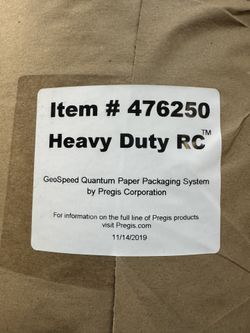 Item # 476250
Heavy Duty RC™
GeoSpeed Quantum Paper Packaging System
by Pregis Corporation
For information on the full line of Pregis products
visit Pregis.com
11/14/2019